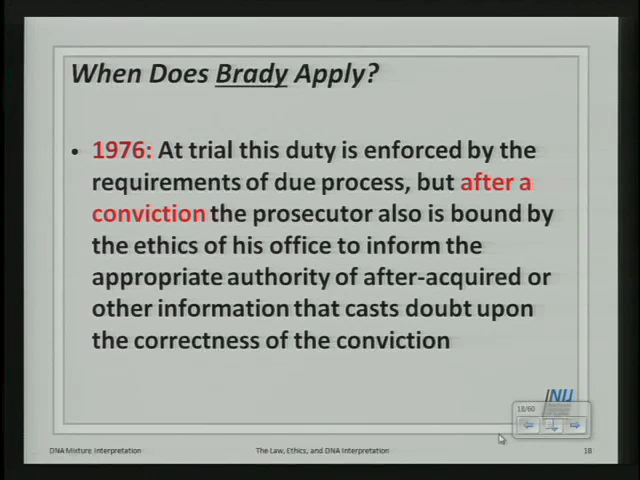 When Does Brady Apply?
• 1976: At trial this duty is enforced by the
requirements of due process, but after a
conviction the prosecutor also is bound by
the ethics of his office to inform the
appropriate authority of after-acquired or
other information that casts doubt upon
the correctness of the conviction
NIJ
18/60
DNA Mixture Interpretation
The Law, Ethics, and DNA Interpretation
18